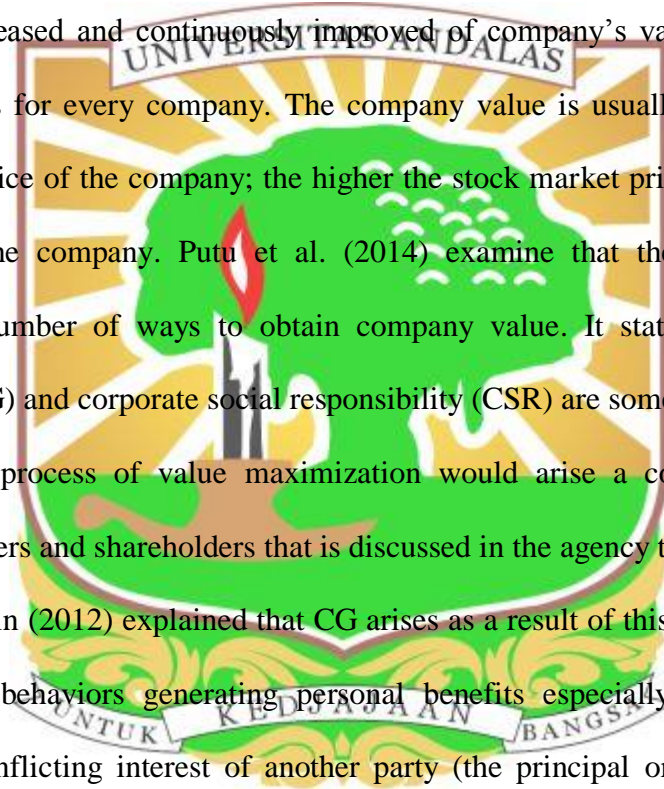 eased and continuously improved of company's va
UNIVERSITAS ANDALAS
for every company. The company value is usuall
ice of the company; the higher the stock market pri
he company. Putu et al. (2014) examine that the
umber of ways to obtain company value. It stat
G) and corporate social responsibility (CSR) are some
process of value maximization would arise a co
ers and shareholders that is discussed in the agency t
in (2012) explained that CG arises as a result of this
behaviors generating personal benefits especially
UNTUK KEDJAJAAN BANGSA
nflicting interest of another party (the principal or